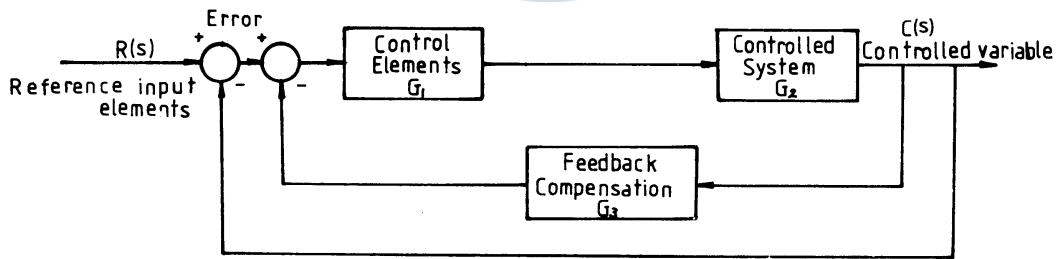 Error
+
+
R(s)
Reference input
elements
-
-
Control
Elements
G₁
Controlled
System
G₂
C(s)
Controlled variable
Feedback
Compensation
G₃